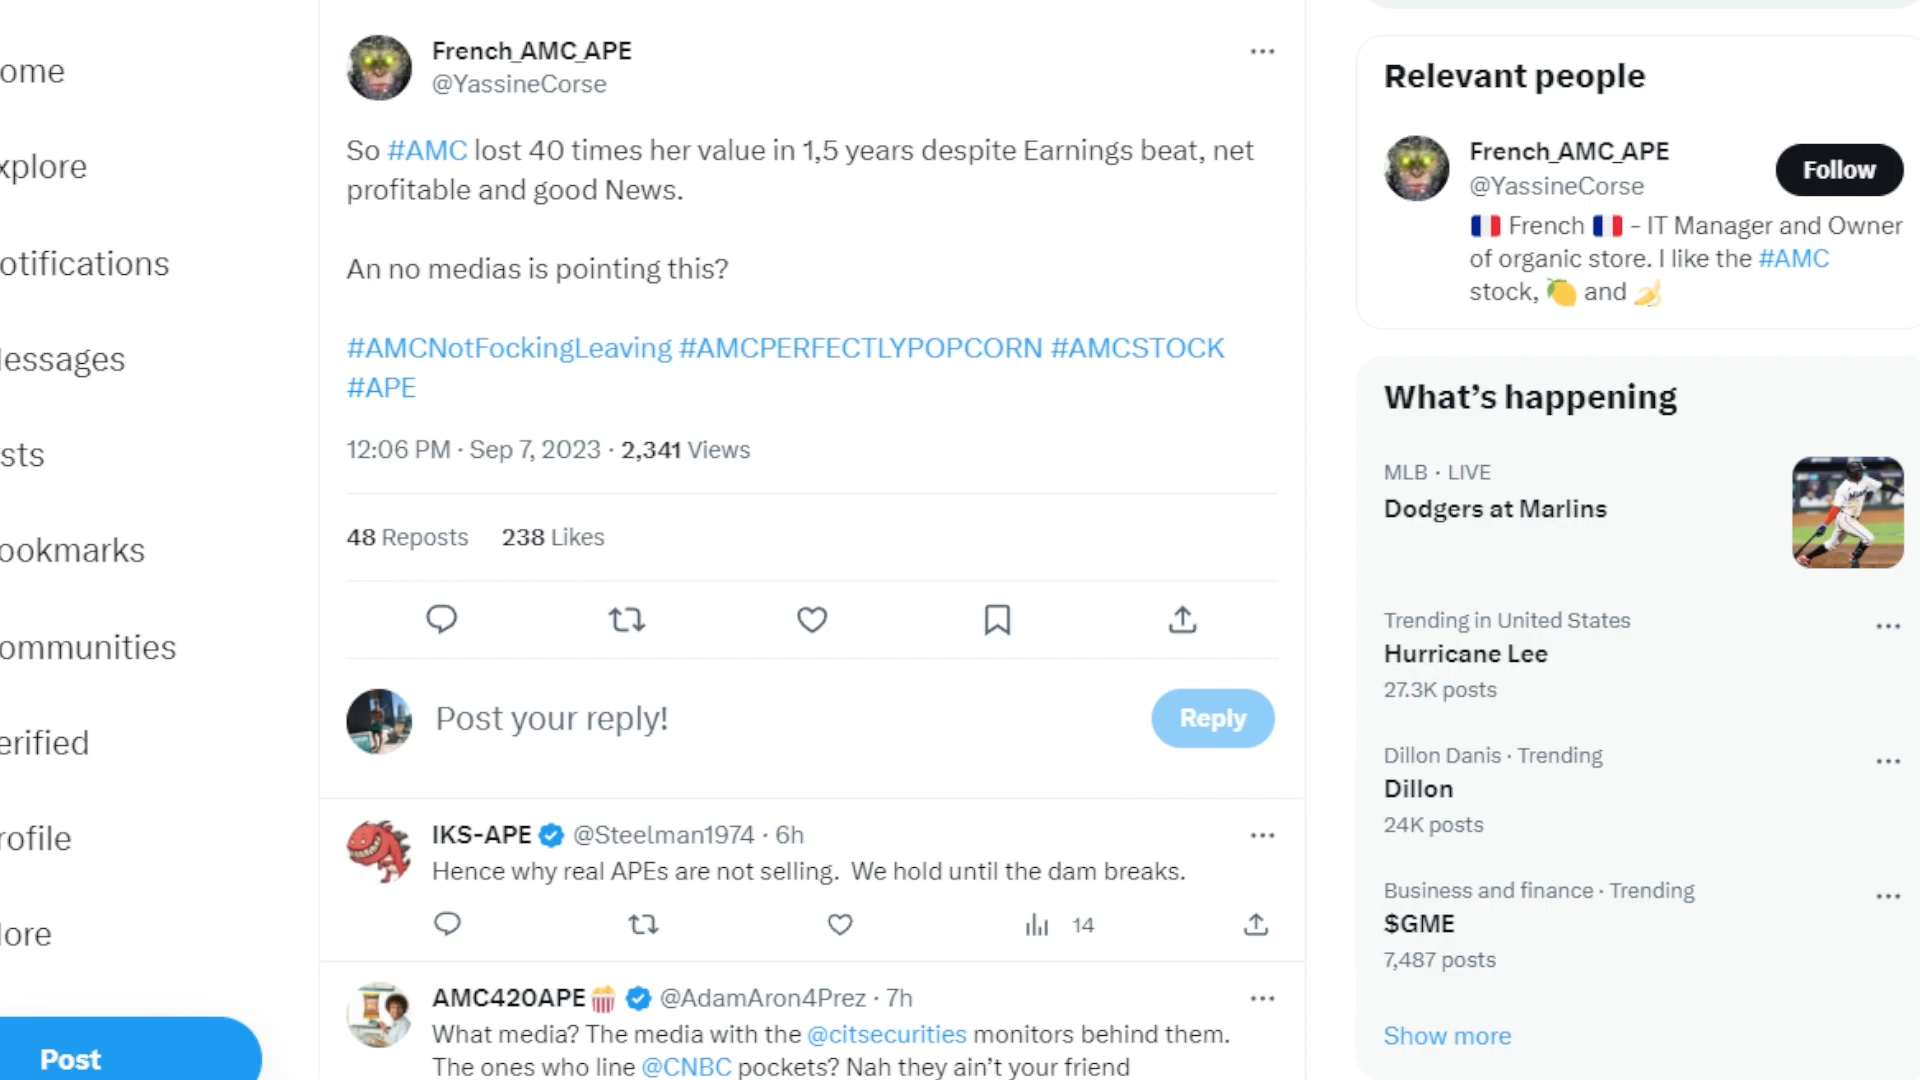 ome
xplore
otifications
essages
sts
ookmarks
ommunities
erified
rofile
ore
Post
French_AMC_APE
@YassineCorse
So #AMC lost 40 times her value in 1,5 years despite Earnings beat, net
profitable and good News.
An no medias is pointing this?
#AMCNotFockingLeaving #AMCPERFECTLYPOPCORN #AMCSTOCK
#APE
12:06 PM · Sep 7, 2023 · 2,341 Views
48 Reposts 238 Likes
Post your reply!
Reply
IKS-APE @Steelman1974 · 6h
Hence why real APEs are not selling. We hold until the dam breaks.
14
AMC420APE🍿 @AdamAron4Prez · 7h
What media? The media with the @citsecurities monitors behind them.
The ones who line @CNBC pockets? Nah they ain't your friend
Relevant people
French_AMC_APE
@YassineCorse
Follow
🇫🇷 French 🇫🇷 - IT Manager and Owner
of organic store. I like the #AMC
stock, 🍋 and 🍌
What's happening
MLB · LIVE
Dodgers at Marlins
Trending in United States
Hurricane Lee
27.3K posts
Dillon Danis · Trending
Dillon
24K posts
Business and finance · Trending
$GME
7,487 posts
Show more